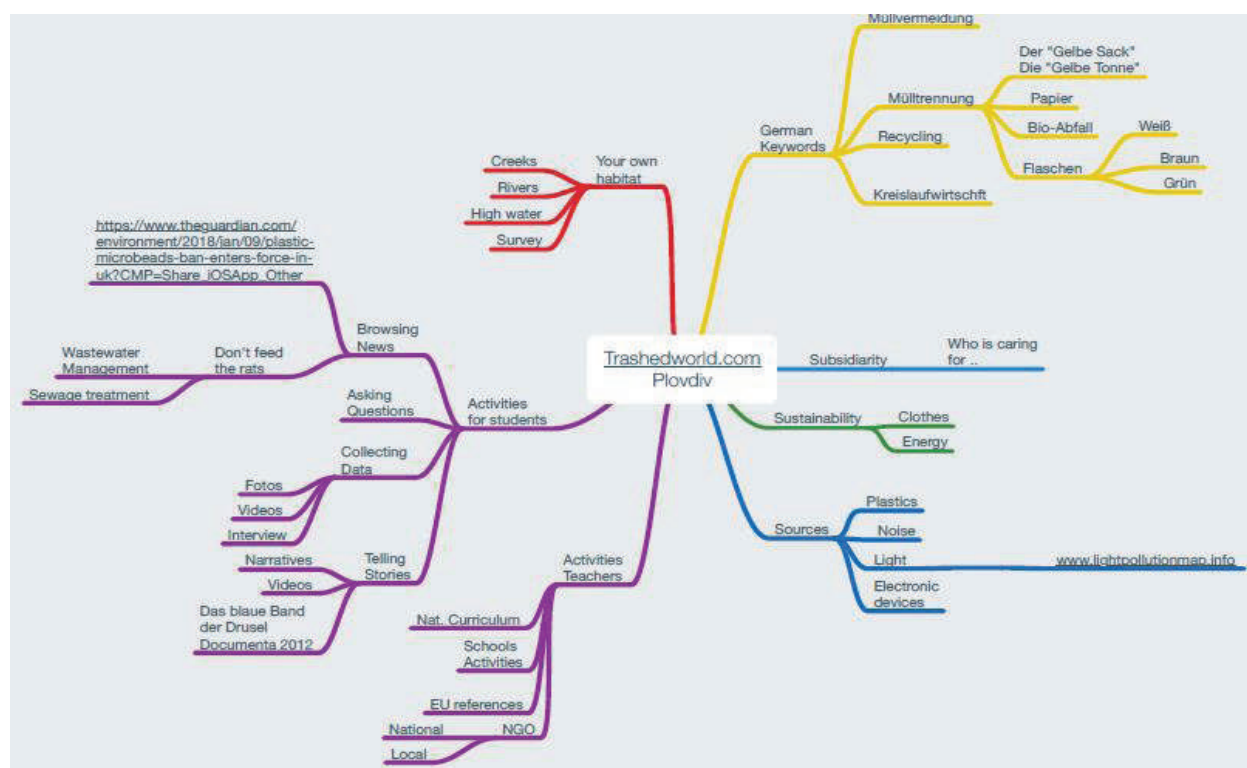 Trashedworld.com
Plovdiv
German
Keywords
Müllvermeidung
Mülltrennung
Der "Gelbe Sack"
Die "Gelbe Tonne"
Papier
Bio-Abfall
Flaschen
Weiß
Braun
Grün
Recycling
Kreislaufwirtschft
Subsidiarity
Who is caring
for ..
Sustainability
Clothes
Energy
Sources
Plastics
Noise
Light
www.lightpollutionmap.info
Electronic
devices
Your own
habitat
Creeks
Rivers
High water
Survey
Activities
for students
Browsing
News
https://www.theguardian.com/
environment/2018/jan/09/plastic-
microbeads-ban-enters-force-in-
uk?CMP=Share_iOSApp_Other
Don't feed
the rats
Wastewater
Management
Sewage treatment
Asking
Questions
Collecting
Data
Fotos
Videos
Interview
Telling
Stories
Narratives
Videos
Das blaue Band
der Drusel
Documenta 2012
Activities
Teachers
Nat. Curriculum
Schools
Activities
EU references
NGO
National
Local